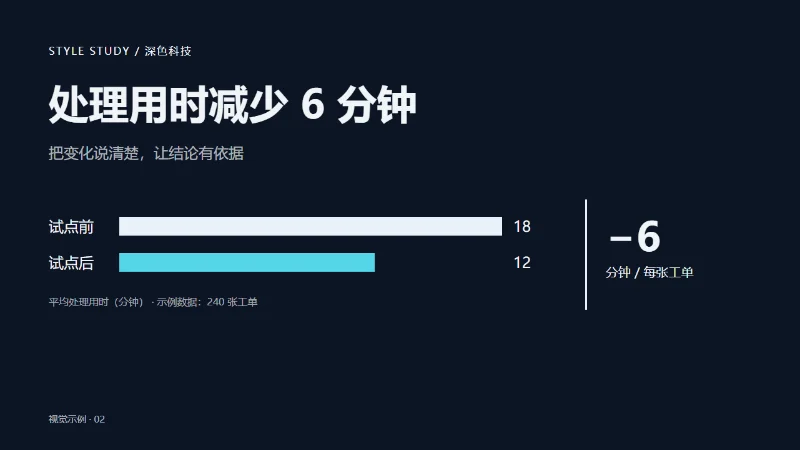 STYLE STUDY / 深色科技
处理用时减少 6 分钟
把变化说清楚，让结论有依据
试点前 18
试点后 12
−6
分钟 / 每张工单
平均处理用时（分钟） · 示例数据：240 张工单
视觉示例 · 02